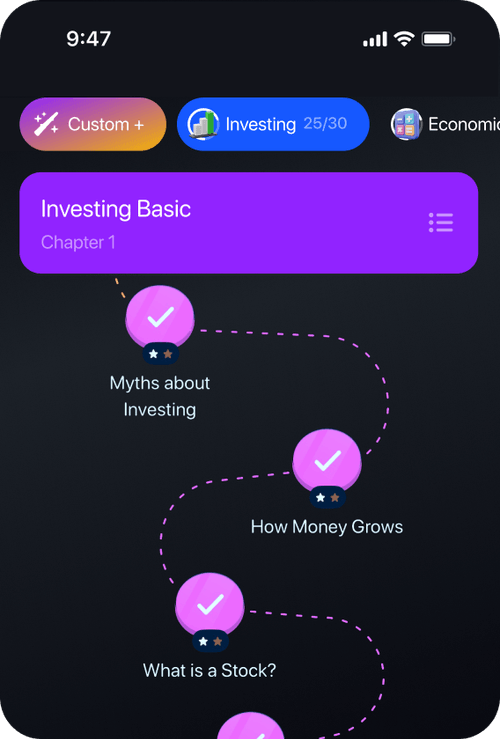 9:47
Custom +
Investing 25/30
Economic
Investing Basic
Chapter 1
Myths about
Investing
How Money Grows
What is a Stock?